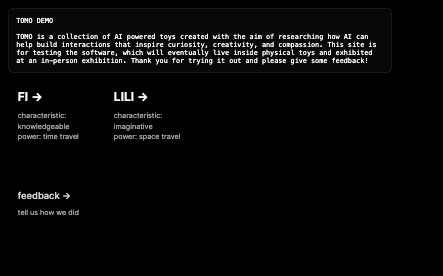 TOMO DEMO
TOMO is a collection of AI powered toys created with the aim of researching how AI can
help build interactions that inspire curiosity, creativity, and compassion. This site is
for testing the software, which will eventually live inside physical toys and exhibited
at an in-person exhibition. Thank you for trying it out and please give some feedback!
FI →
characteristic:
knowledgeable
power: time travel
LILI →
characteristic:
imaginative
power: space travel
feedback →
tell us how we did